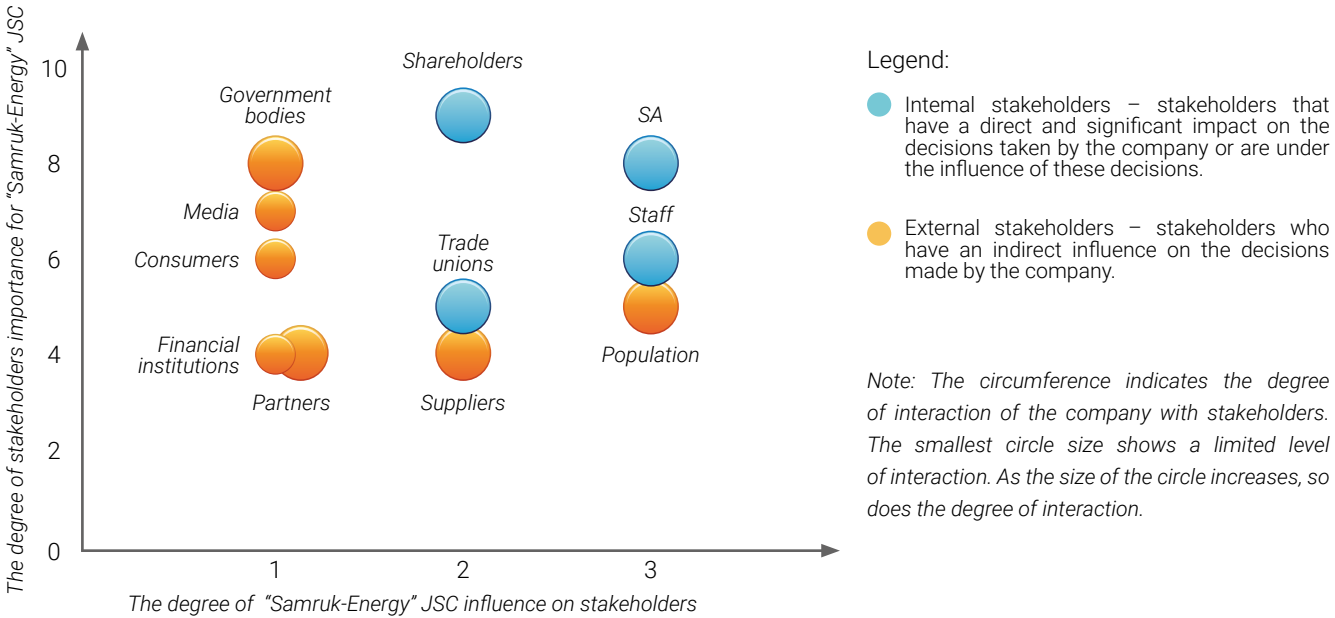 The degree of stakeholders importance for “Samruk-Energy” JSC
10
8
6
4
2
0
Shareholders
Government
bodies
SA
Media
Staff
Consumers
Trade
unions
Financial
institutions
Population
Partners
Suppliers
1
2
3
The degree of “Samruk-Energy” JSC influence on stakeholders
Legend:
Internal stakeholders – stakeholders that
have a direct and significant impact on the
decisions taken by the company or are under
the influence of these decisions.
External stakeholders – stakeholders who
have an indirect influence on the decisions
made by the company.
Note: The circumference indicates the degree
of interaction of the company with stakeholders.
The smallest circle size shows a limited level
of interaction. As the size of the circle increases, so
does the degree of interaction.